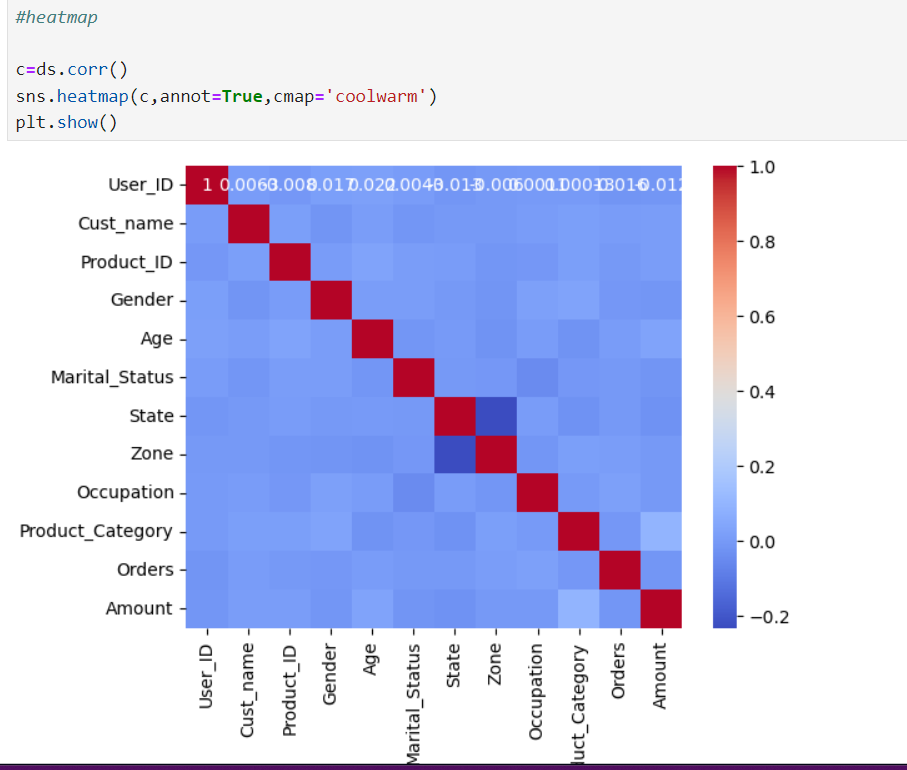 #heatmap
c=ds.corr()
sns.heatmap(c,annot=True,cmap='coolwarm')
plt.show()
User_ID
Cust_name
Product_ID
Gender
Age
Marital_Status
State
Zone
Occupation
Product_Category
Orders
Amount
1
1.0
0.8
0.6
0.4
0.2
0.0
−0.2
User_ID
Cust_name
Product_ID
Gender
Age
Marital_Status
State
Zone
Occupation
uct_Category
Orders
Amount